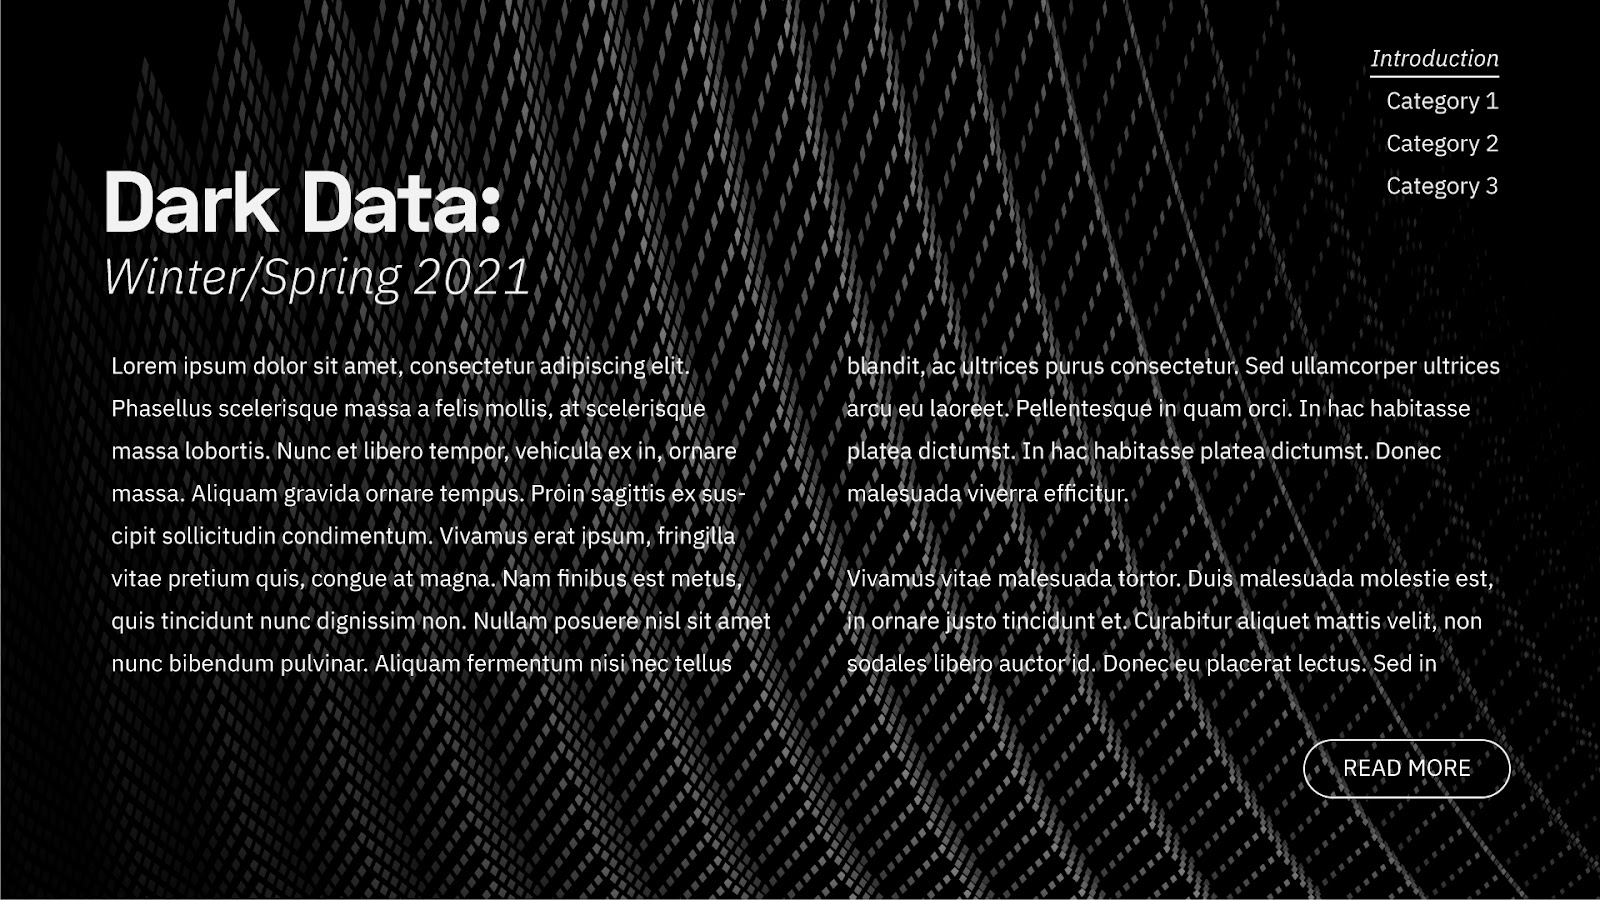 Introduction
Category 1
Category 2
Category 3
Dark Data:
Winter/Spring 2021
Lorem ipsum dolor sit amet, consectetur adipiscing elit.
Phasellus scelerisque massa a felis mollis, at scelerisque
massa lobortis. Nunc et libero tempor, vehicula ex in, ornare
massa. Aliquam gravida ornare tempus. Proin sagittis ex sus-
cipit sollicitudin condimentum. Vivamus erat ipsum, fringilla
vitae pretium quis, congue at magna. Nam finibus est metus,
quis tincidunt nunc dignissim non. Nullam posuere nisl sit amet
nunc bibendum pulvinar. Aliquam fermentum nisi nec tellus
blandit, ac ultrices purus consectetur. Sed ullamcorper ultrices
arcu eu laoreet. Pellentesque in quam orci. In hac habitasse
platea dictumst. In hac habitasse platea dictumst. Donec
malesuada viverra efficitur.
Vivamus vitae malesuada tortor. Duis malesuada molestie est,
in ornare justo tincidunt et. Curabitur aliquet mattis velit, non
sodales libero auctor id. Donec eu placerat lectus. Sed in
READ MORE